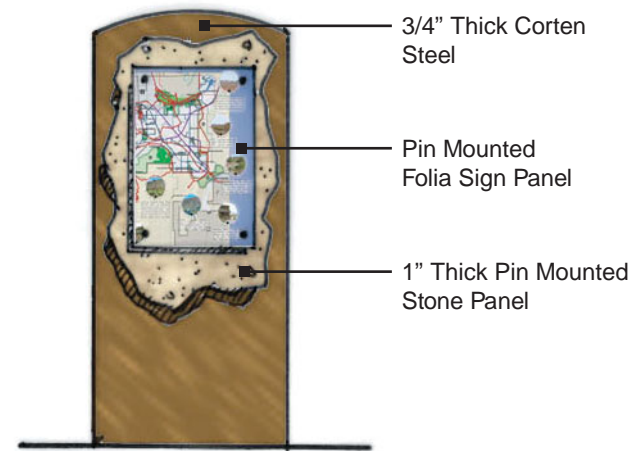 3/4” Thick Corten
Steel
Pin Mounted
Folia Sign Panel
1” Thick Pin Mounted
Stone Panel